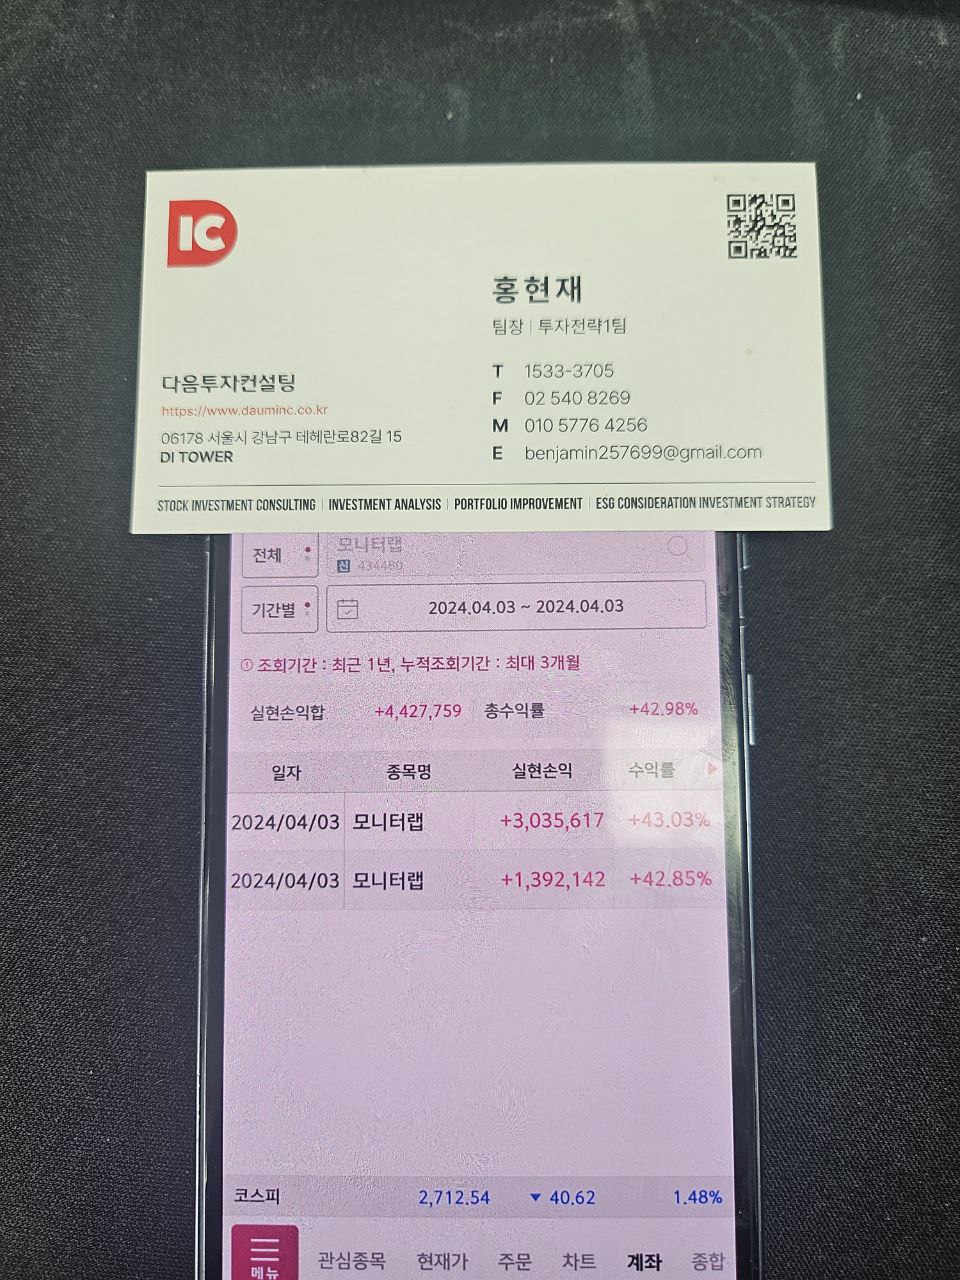 IC
홍현재
팀장 | 투자전략1팀
다음투자컨설팅
https://www.dauminc.co.kr
06178 서울시 강남구 테헤란로82길 15
DI TOWER
T 1533-3705
F 02 540 8269
M 010 5776 4256
E benjamin257699@gmail.com
STOCK INVESTMENT CONSULTING | INVESTMENT ANALYSIS | PORTFOLIO IMPROVEMENT | ESG CONSIDERATION INVESTMENT STRATEGY
전체 모니터랩
신 434480
기간별 2024.04.03 ~ 2024.04.03
조회기간 : 최근 1년, 누적조회기간 : 최대 3개월
실현손익합 +4,427,759 총수익률 +42.98%
일자 종목명 실현손익 수익률
2024/04/03 모니터랩 +3,035,617 +43.03%
2024/04/03 모니터랩 +1,392,142 +42.85%
코스피 2,712.54 ▼ 40.62 1.48%
메뉴 관심종목 현재가 주문 차트 계좌 종합